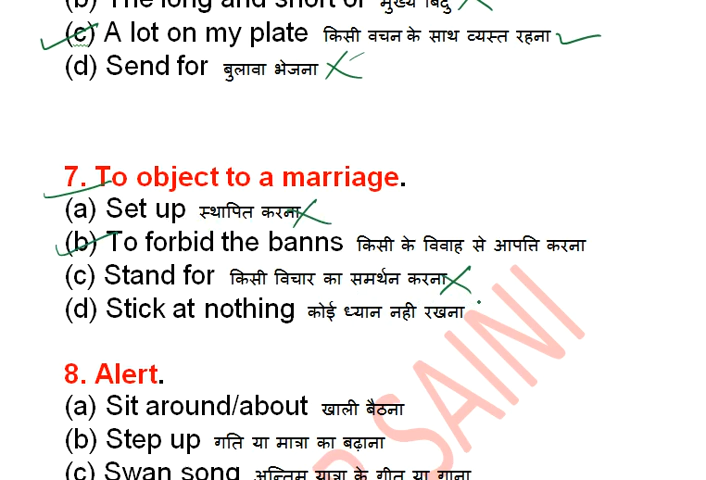 (b) The long and short of मुख्य बिंदु
(c) A lot on my plate किसी वचन के साथ व्यस्त रहना
(d) Send for बुलावा भेजना
7. To object to a marriage.
(a) Set up स्थापित करना
(b) To forbid the banns किसी के विवाह से आपत्ति करना
(c) Stand for किसी विचार का समर्थन करना
(d) Stick at nothing कोई ध्यान नही रखना
8. Alert.
(a) Sit around/about खाली बैठना
(b) Step up गति या मात्रा का बढ़ाना
(c) Swan song अन्तिम यात्रा के गीत या गाना
SAINI